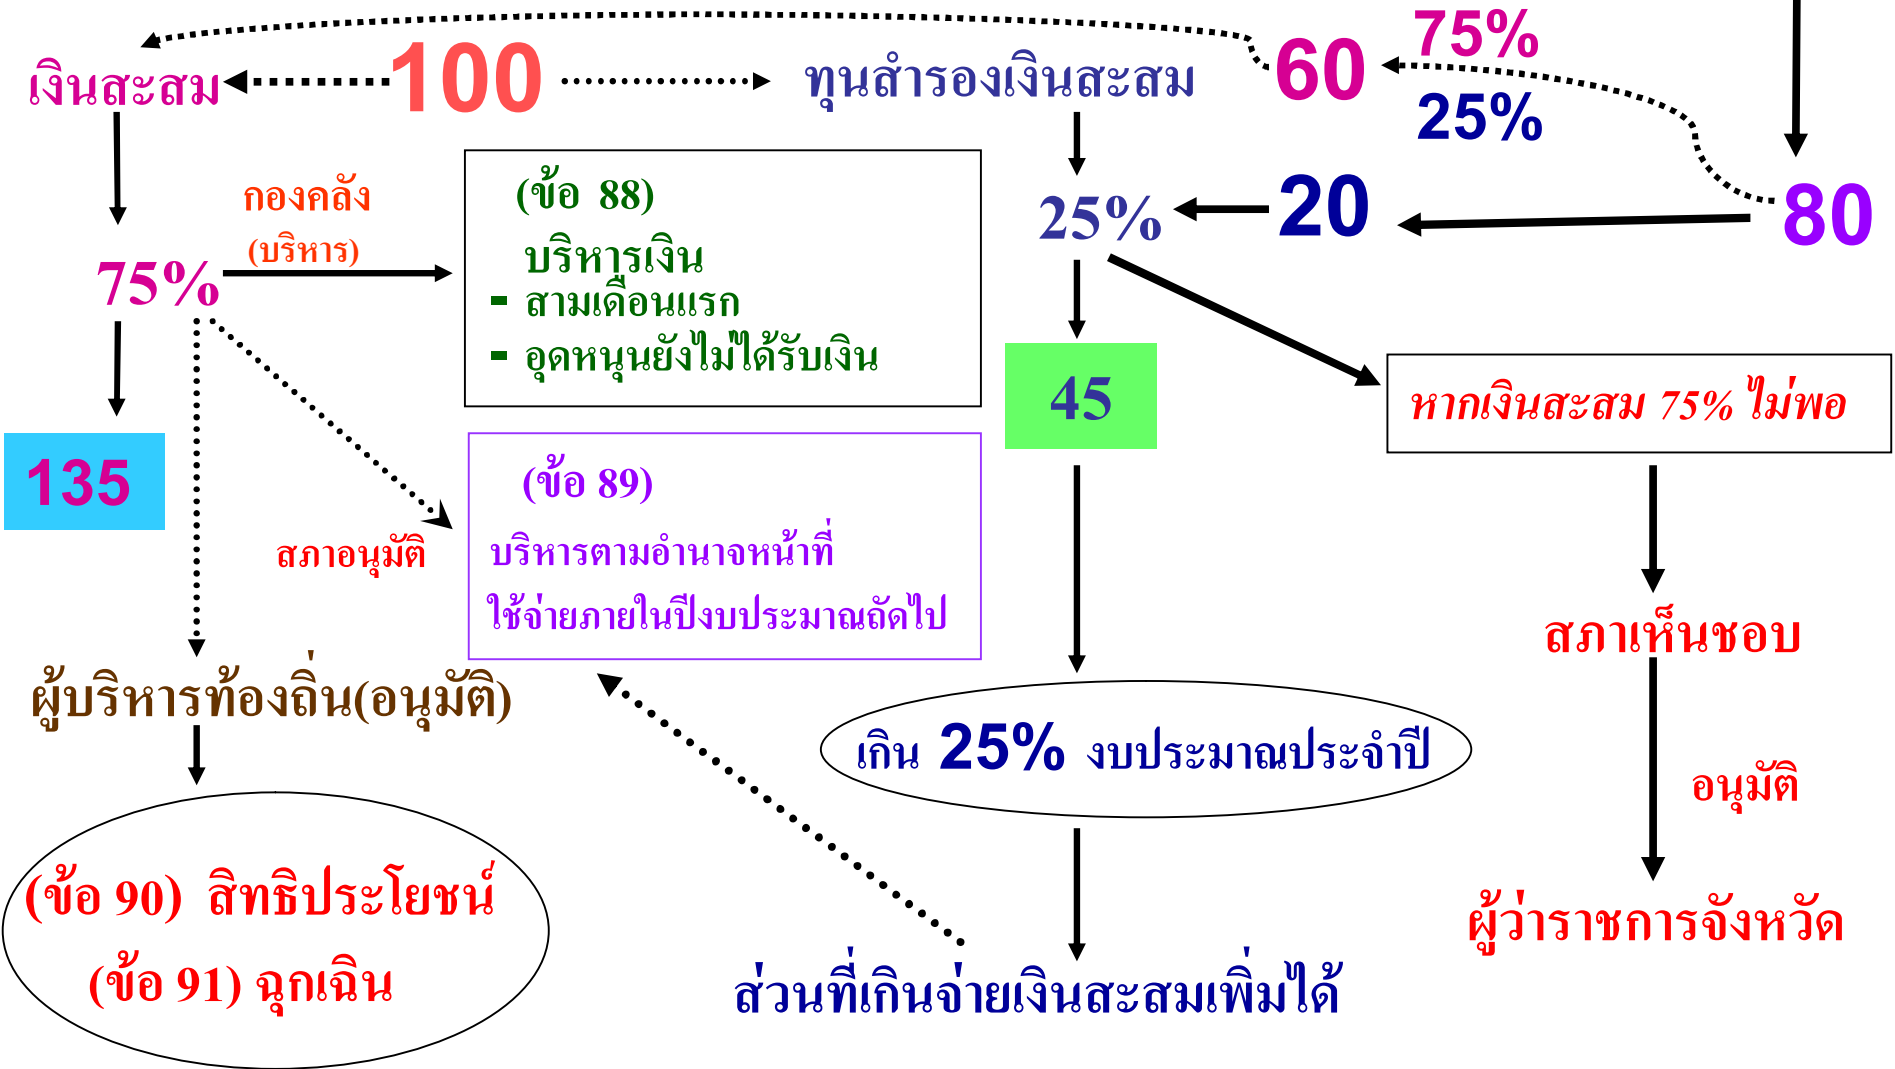 75%
60
เงินสะสม
100
ทุนสำรองเงินสะสม
25%
80
20
25%
กองคลัง
(บริหาร)
75%
(ข้อ 88)
บริหารเงิน
- สามเดือนแรก
- อุดหนุนยังไม่ได้รับเงิน
45
หากเงินสะสม 75% ไม่พอ
135
สภาอนุมัติ
(ข้อ 89)
บริหารตามอำนาจหน้าที่
ใช้จ่ายภายในปีงบประมาณถัดไป
สภาเห็นชอบ
ผู้บริหารท้องถิ่น(อนุมัติ)
เกิน 25% งบประมาณประจำปี
อนุมัติ
(ข้อ 90) สิทธิประโยชน์
(ข้อ 91) ฉุกเฉิน
ผู้ว่าราชการจังหวัด
ส่วนที่เกินจ่ายเงินสะสมเพิ่มได้